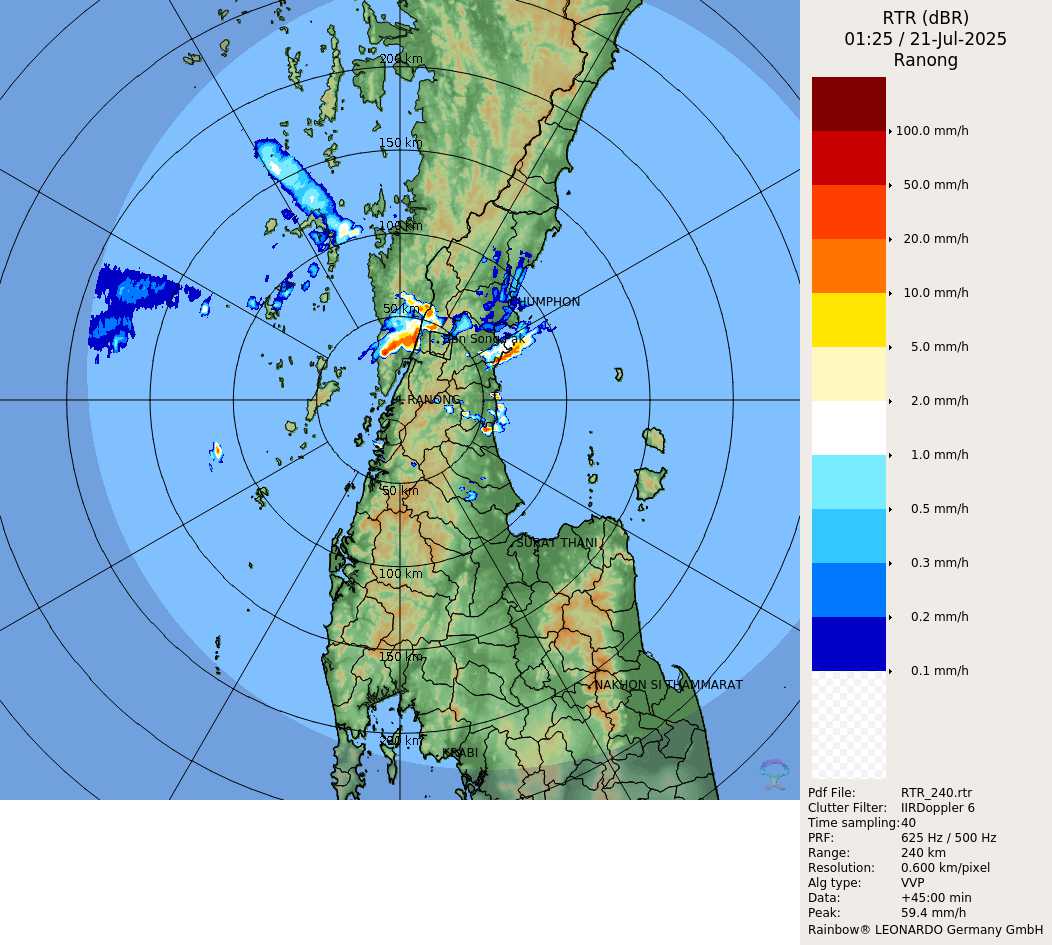 RTR (dBR)
01:25 / 21-Jul-2025
Ranong
200 km
150 km
100 km
50 km
CHUMPHON
RANONG
50 km
SURAT THANI
100 km
150 km
NAKHON SI THAMMARAT
200 km
KRABI
100.0 mm/h
50.0 mm/h
20.0 mm/h
10.0 mm/h
5.0 mm/h
2.0 mm/h
1.0 mm/h
0.5 mm/h
0.3 mm/h
0.2 mm/h
0.1 mm/h
Pdf File: RTR_240.rtr
Clutter Filter: IIRDoppler 6
Time sampling:40
PRF: 625 Hz / 500 Hz
Range: 240 km
Resolution: 0.600 km/pixel
Alg type: VVP
Data: +45:00 min
Peak: 59.4 mm/h
Rainbow® LEONARDO Germany GmbH